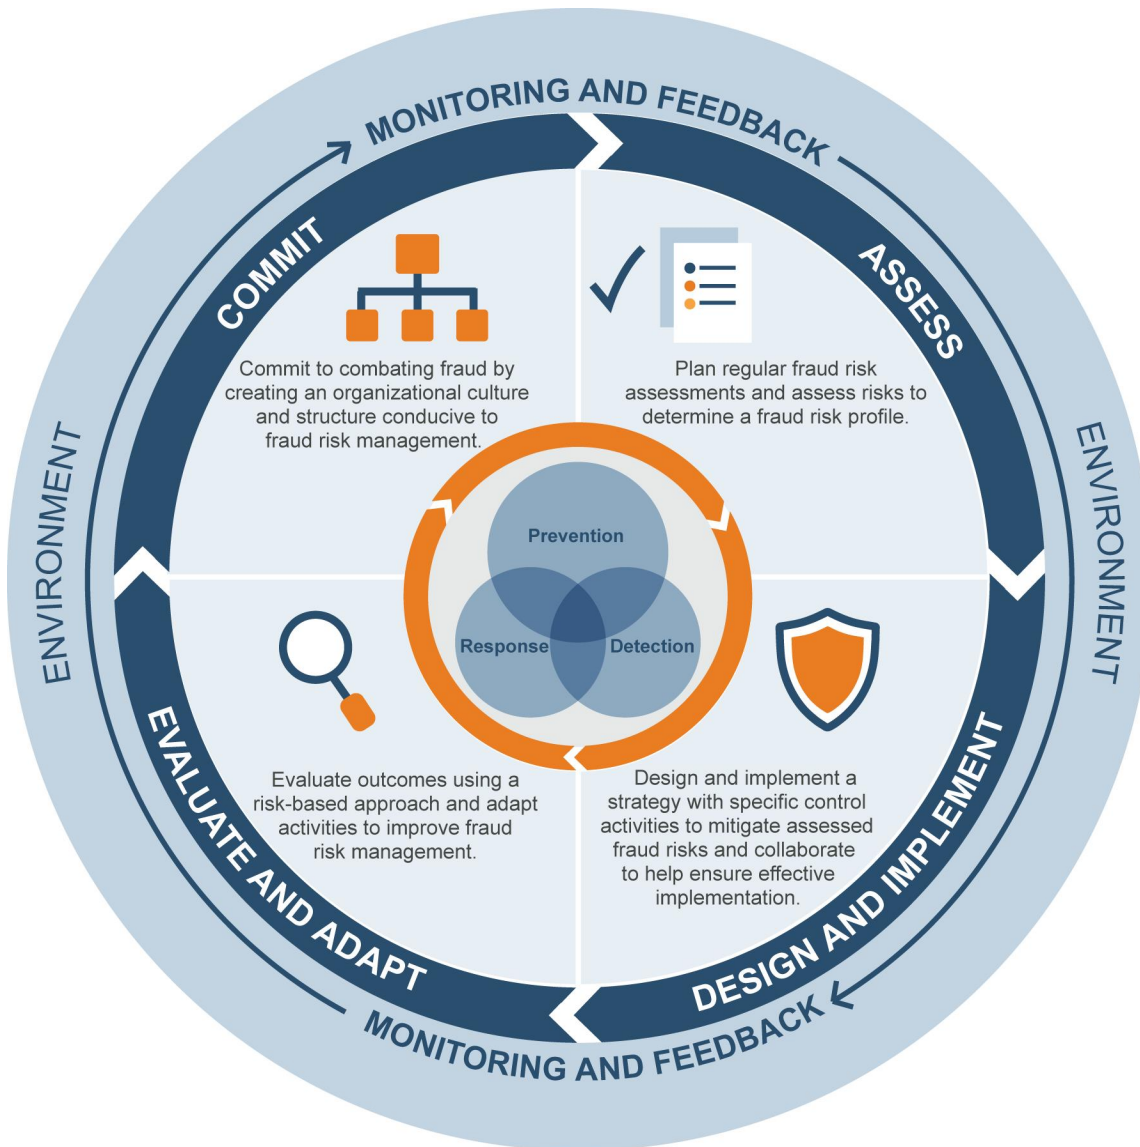 MONITORING AND FEEDBACK
COMMIT
ASSESS
Commit to combating fraud by
creating an organizational culture
and structure conducive to
fraud risk management.
Plan regular fraud risk
assessments and assess risks to
determine a fraud risk profile.
ENVIRONMENT
ENVIRONMENT
Prevention
Response
Detection
Evaluate outcomes using a
risk-based approach and adapt
activities to improve fraud
risk management.
Design and implement a
strategy with specific control
activities to mitigate assessed
fraud risks and collaborate
to help ensure effective
implementation.
EVALUATE AND ADAPT
DESIGN AND IMPLEMENT
MONITORING AND FEEDBACK